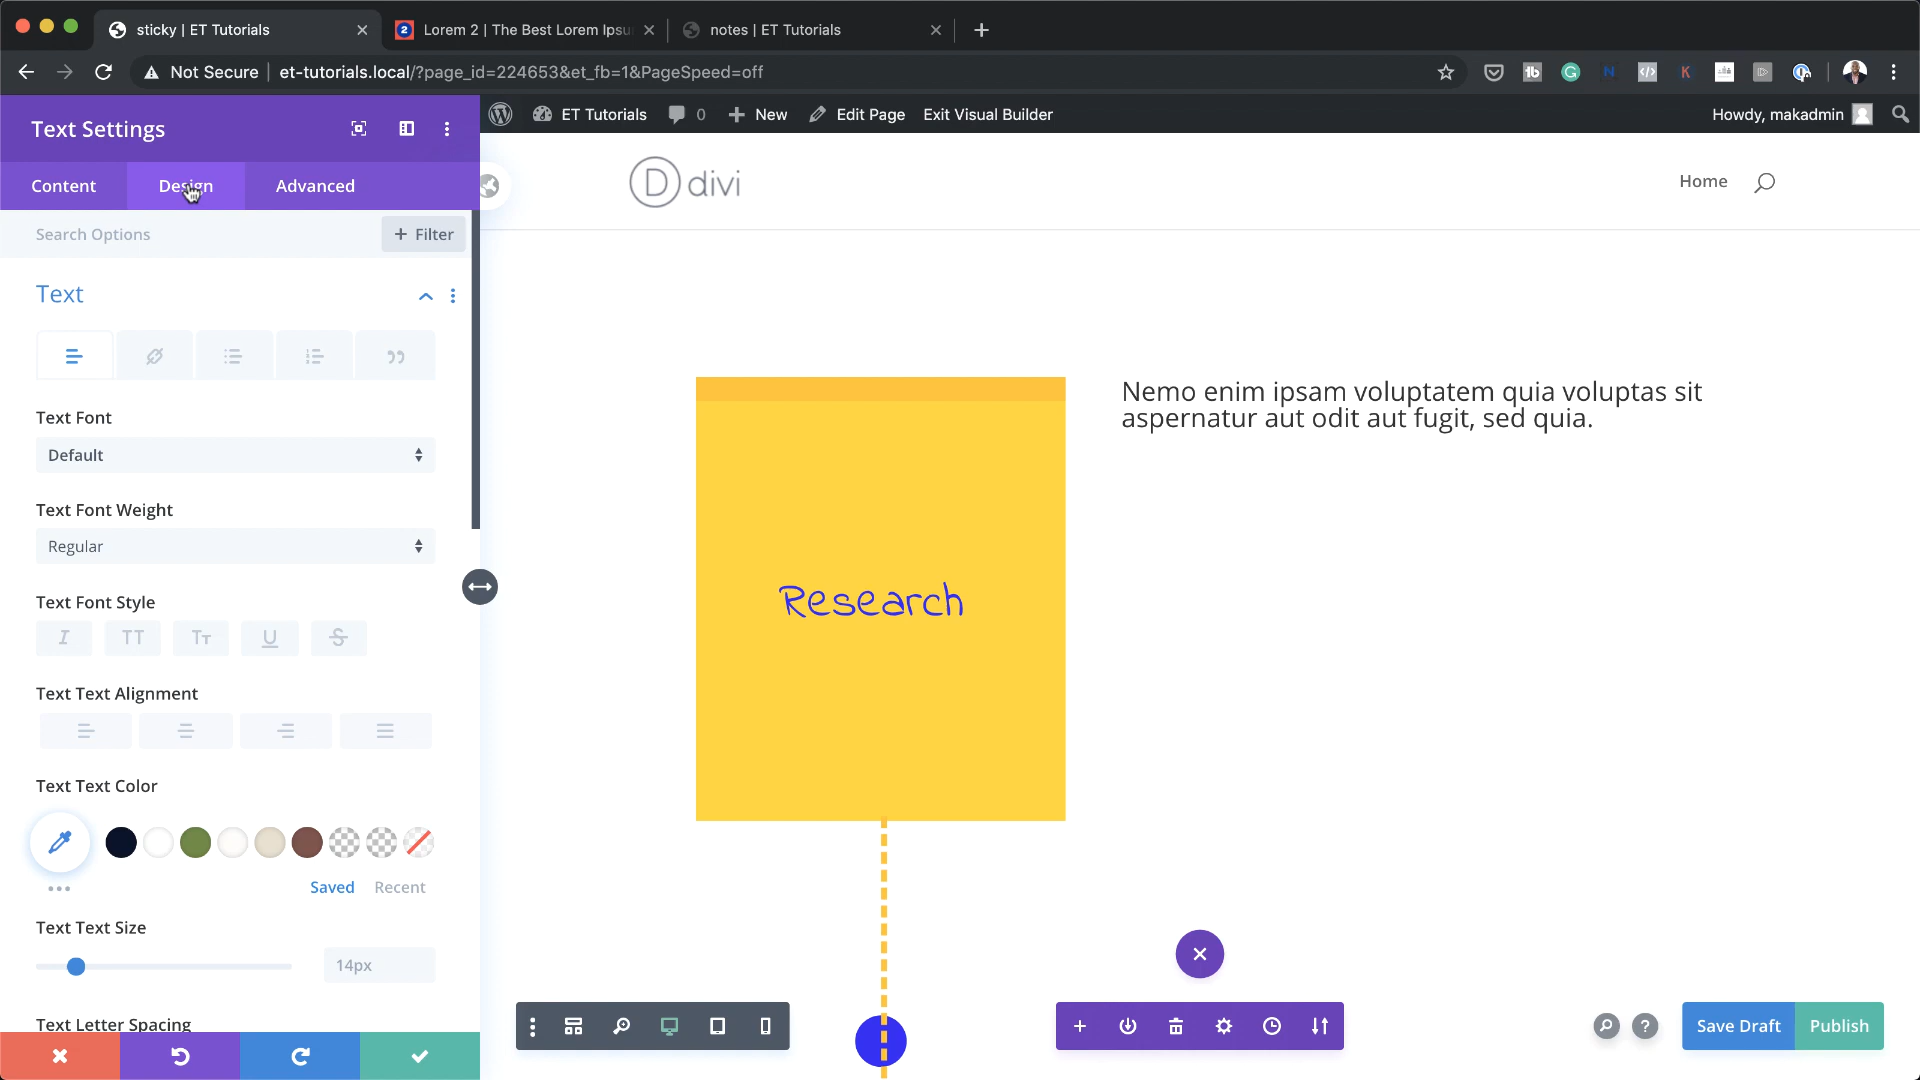 sticky | ET Tutorials
Lorem 2 | The Best Lorem Ipsu
notes | ET Tutorials
Not Secure | et-tutorials.local/?page_id=224653&et_fb=1&PageSpeed=off
ET Tutorials 0 New Edit Page Exit Visual Builder Howdy, makadmin
Text Settings
Content Design Advanced
Search Options + Filter
Text
Text Font
Default
Text Font Weight
Regular
Text Font Style
I TT Tт U S
Text Text Alignment
Text Text Color
Saved Recent
Text Text Size
14px
Text Letter Spacing
D divi
Home
Nemo enim ipsam voluptatem quia voluptas sit
aspernatur aut odit aut fugit, sed quia.
Research
Save Draft Publish